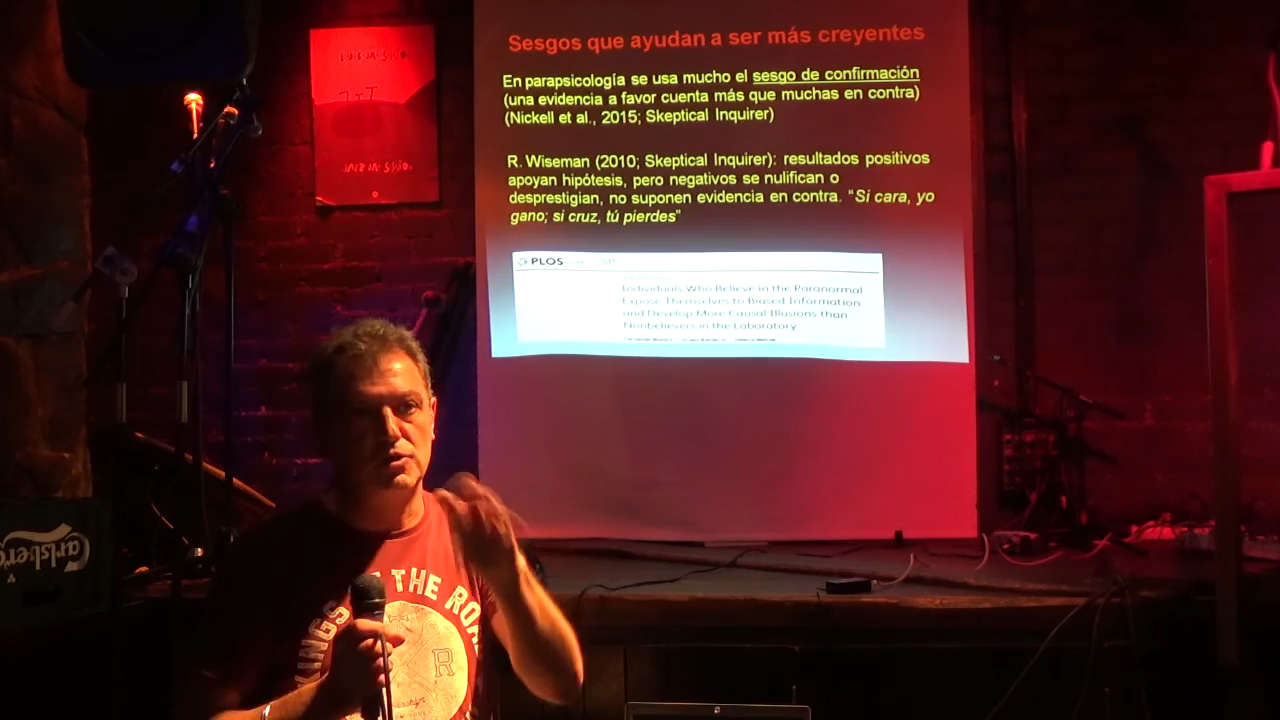 Sesgos que ayudan a ser más creyentes
En parapsicología se usa mucho el sesgo de confirmación
(una evidencia a favor cuenta más que muchas en contra)
(Nickell et al., 2015; Skeptical Inquirer)
R. Wiseman (2010; Skeptical Inquirer): resultados positivos
apoyan hipótesis, pero negativos se nulifican o
desprestigian, no suponen evidencia en contra. “Si cara, yo
gano; si cruz, tú pierdes”
PLOS 2015
Individuals Who Believe in the Paranormal
Expose Themselves to Biased Information
and Develop More Causal Illusions than
Nonbelievers in the Laboratory
Carlsberg
KINGS THE ROA
R